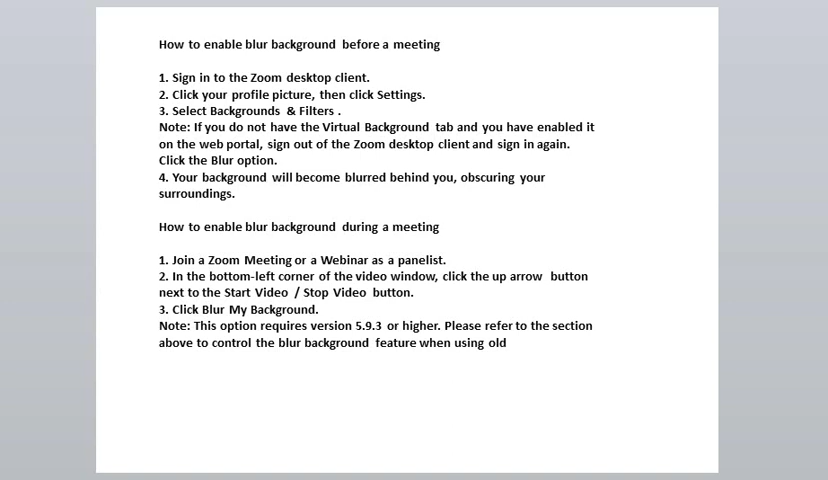 How to enable blur background before a meeting
1. Sign in to the Zoom desktop client.
2. Click your profile picture, then click Settings.
3. Select Backgrounds & Filters .
Note: If you do not have the Virtual Background tab and you have enabled it
on the web portal, sign out of the Zoom desktop client and sign in again.
Click the Blur option.
4. Your background will become blurred behind you, obscuring your
surroundings.
How to enable blur background during a meeting
1. Join a Zoom Meeting or a Webinar as a panelist.
2. In the bottom-left corner of the video window, click the up arrow button
next to the Start Video / Stop Video button.
3. Click Blur My Background.
Note: This option requires version 5.9.3 or higher. Please refer to the section
above to control the blur background feature when using old